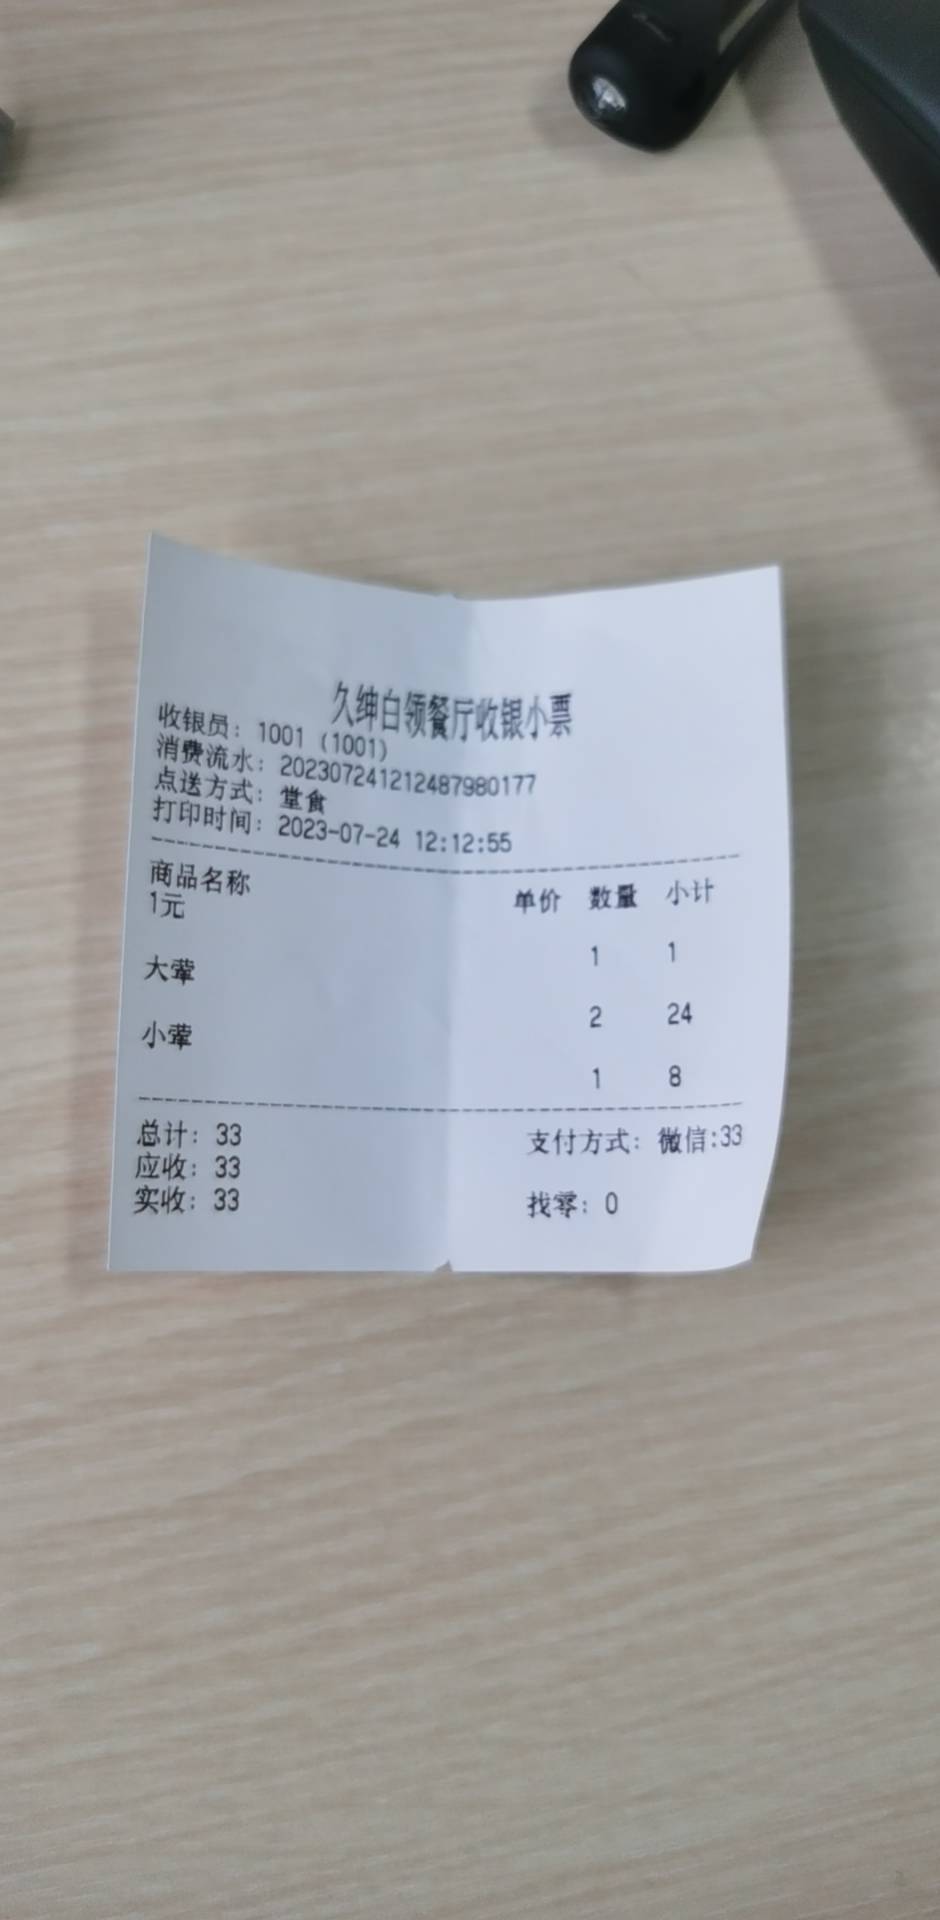 久绅白领餐厅收银小票
收银员: 1001 (1001)
消费流水: 202307241212487980177
点送方式: 堂食
打印时间: 2023-07-24 12:12:55
商品名称 单价 数量 小计
1元
1 1
大荤
2 24
小荤
1 8
总计: 33 支付方式: 微信:33
应收: 33
实收: 33 找零: 0